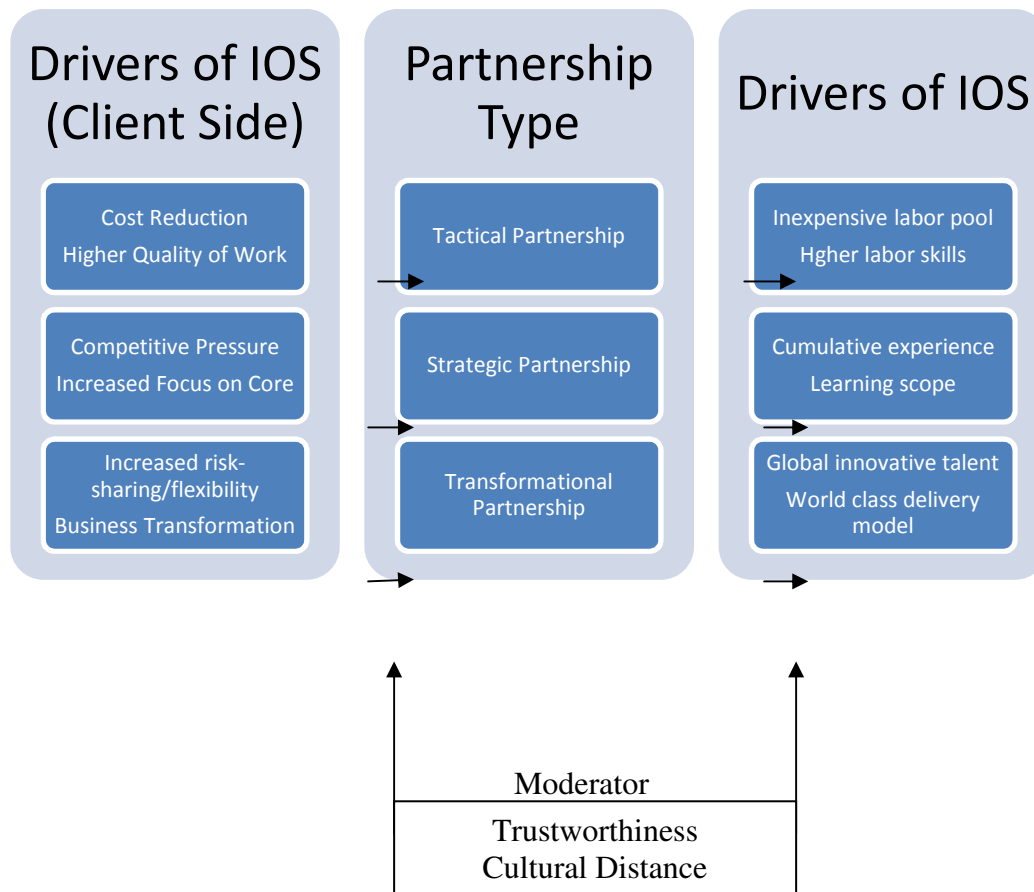 Drivers of IOS
(Client Side)
Cost Reduction
Higher Quality of Work
Competitive Pressure
Increased Focus on Core
Increased risk-
sharing/flexibility
Business Transformation
Partnership
Type
Tactical Partnership
Strategic Partnership
Transformational
Partnership
Drivers of IOS
Inexpensive labor pool
Hgher labor skills
Cumulative experience
Learning scope
Global innovative talent
World class delivery
model
Moderator
Trustworthiness
Cultural Distance